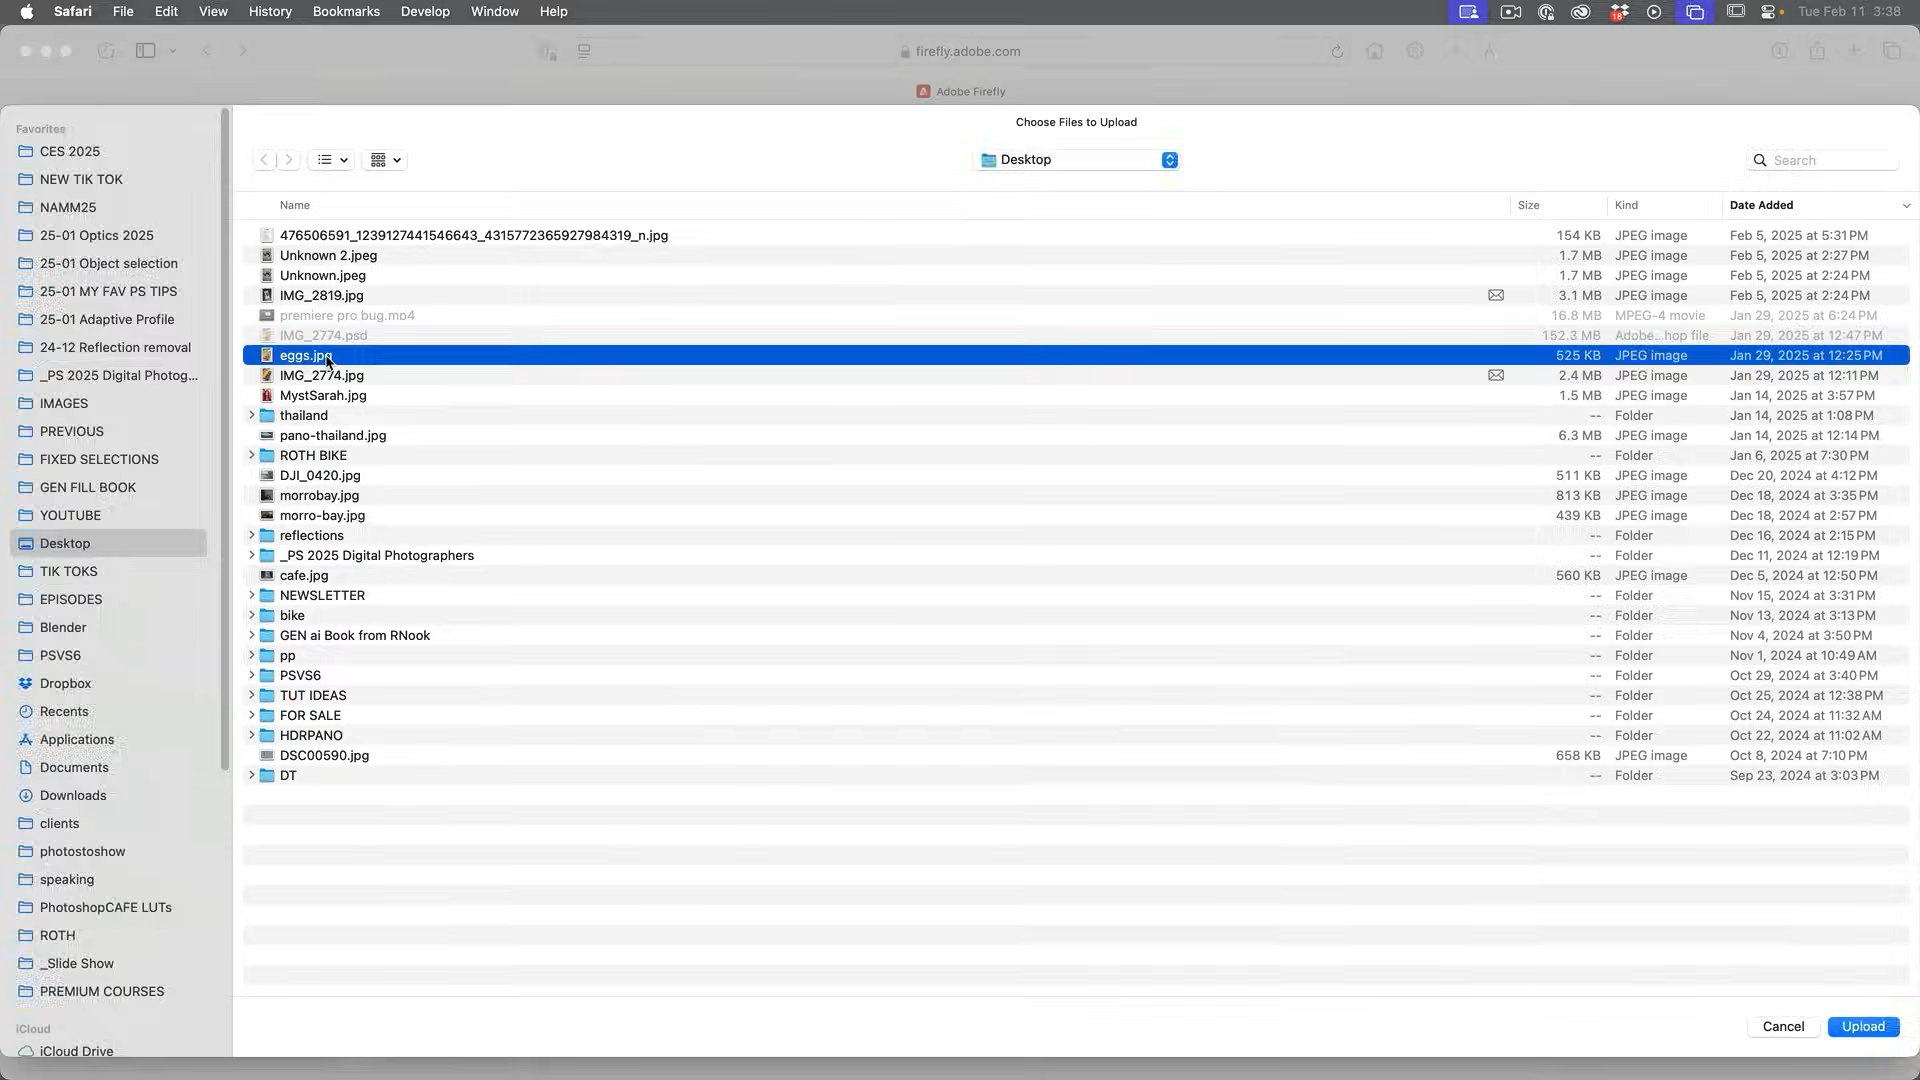 Safari File Edit View History Bookmarks Develop Window Help 18 Tue Feb 11 3:38
firefly.adobe.com
Adobe Firefly
Choose Files to Upload
Desktop
Search
Favorites
CES 2025
NEW TIK TOK
NAMM25
25-01 Optics 2025
25-01 Object selection
25-01 MY FAV PS TIPS
25-01 Adaptive Profile
24-12 Reflection removal
_PS 2025 Digital Photog...
IMAGES
PREVIOUS
FIXED SELECTIONS
GEN FILL BOOK
YOUTUBE
Desktop
TIK TOKS
EPISODES
Blender
PSVS6
Dropbox
Recents
Applications
Documents
Downloads
clients
photostoshow
speaking
PhotoshopCAFE LUTs
ROTH
_Slide Show
PREMIUM COURSES
iCloud
iCloud Drive
Name Size Kind Date Added
476506591_1239127441546643_4315772365927984319_n.jpg 154 KB JPEG image Feb 5, 2025 at 5:31 PM
Unknown 2.jpeg 1.7 MB JPEG image Feb 5, 2025 at 2:27 PM
Unknown.jpeg 1.7 MB JPEG image Feb 5, 2025 at 2:24 PM
IMG_2819.jpg 3.1 MB JPEG image Feb 5, 2025 at 2:24 PM
premiere pro bug.mp4 16.8 MB MPEG-4 movie Jan 29, 2025 at 6:24 PM
IMG_2774.psd 152.3 MB Adobe...hop file Jan 29, 2025 at 12:47 PM
eggs.jpg 525 KB JPEG image Jan 29, 2025 at 12:25 PM
IMG_2774.jpg 2.4 MB JPEG image Jan 29, 2025 at 12:11 PM
MystSarah.jpg 1.5 MB JPEG image Jan 14, 2025 at 3:57 PM
thailand -- Folder Jan 14, 2025 at 1:08 PM
pano-thailand.jpg 6.3 MB JPEG image Jan 14, 2025 at 12:14 PM
ROTH BIKE -- Folder Jan 6, 2025 at 7:30 PM
DJI_0420.jpg 511 KB JPEG image Dec 20, 2024 at 4:12 PM
morrobay.jpg 813 KB JPEG image Dec 18, 2024 at 3:35 PM
morro-bay.jpg 439 KB JPEG image Dec 18, 2024 at 2:57 PM
reflections -- Folder Dec 16, 2024 at 2:15 PM
_PS 2025 Digital Photographers -- Folder Dec 11, 2024 at 12:19 PM
cafe.jpg 560 KB JPEG image Dec 5, 2024 at 12:50 PM
NEWSLETTER -- Folder Nov 15, 2024 at 3:31 PM
bike -- Folder Nov 13, 2024 at 3:13 PM
GEN ai Book from RNook -- Folder Nov 4, 2024 at 3:50 PM
pp -- Folder Nov 1, 2024 at 10:49 AM
PSVS6 -- Folder Oct 29, 2024 at 3:40 PM
TUT IDEAS -- Folder Oct 25, 2024 at 12:38 PM
FOR SALE -- Folder Oct 24, 2024 at 11:32 AM
HDRPANO -- Folder Oct 22, 2024 at 11:02 AM
DSC00590.jpg 658 KB JPEG image Oct 8, 2024 at 7:10 PM
DT -- Folder Sep 23, 2024 at 3:03 PM
Cancel Upload